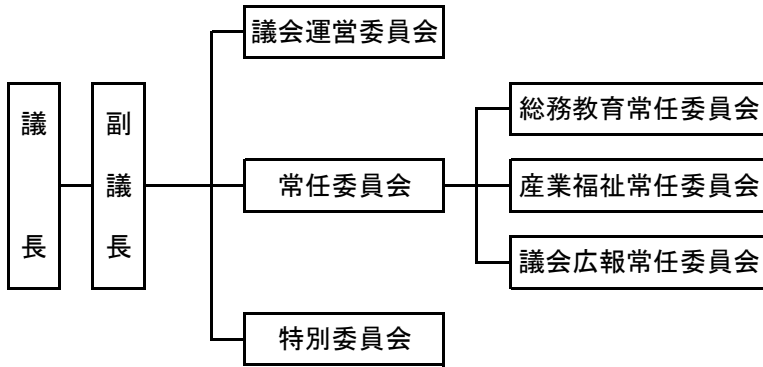 議長
副議長
議会運営委員会
常任委員会
特別委員会
総務教育常任委員会
産業福祉常任委員会
議会広報常任委員会